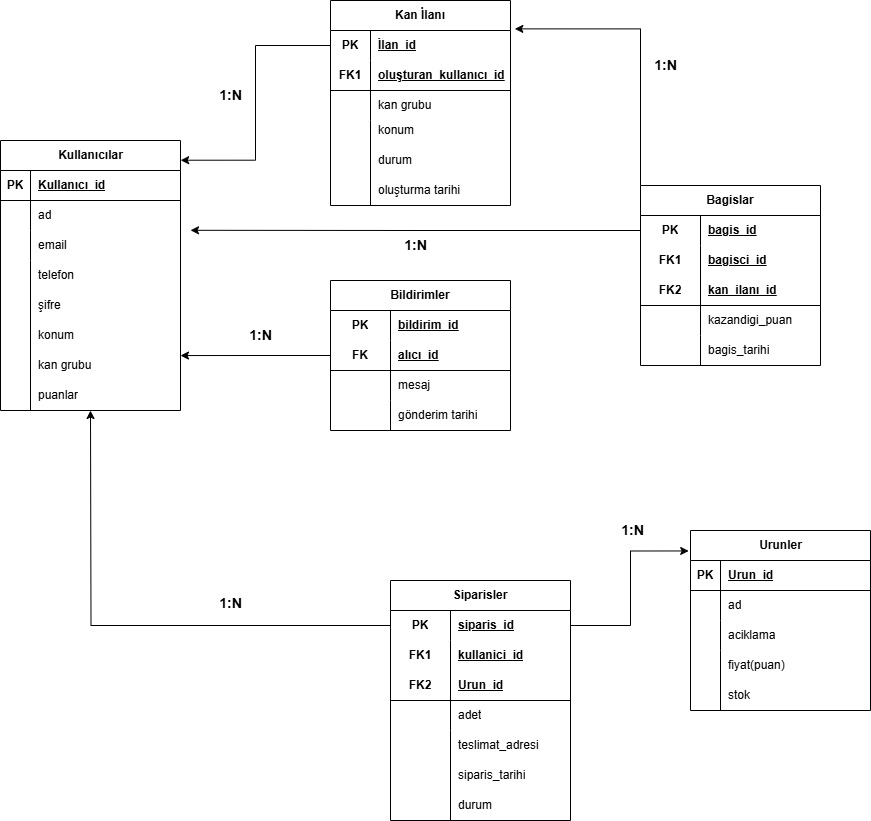 Kan İlanı
PK İlan_id
FK1 oluşturan_kullanıcı_id
kan grubu
konum
durum
oluşturma tarihi
1:N
1:N
Kullanıcılar
PK Kullanıcı_id
ad
email
telefon
şifre
konum
kan grubu
puanlar
Bagislar
PK bagis_id
FK1 bagisci_id
FK2 kan_ilanı_id
kazandigi_puan
bagis_tarihi
1:N
Bildirimler
PK bildirim_id
FK alıcı_id
mesaj
gönderim tarihi
1:N
1:N
Urunler
PK Urun_id
ad
aciklama
fiyat(puan)
stok
1:N
Siparisler
PK siparis_id
FK1 kullanici_id
FK2 Urun_id
adet
teslimat_adresi
siparis_tarihi
durum